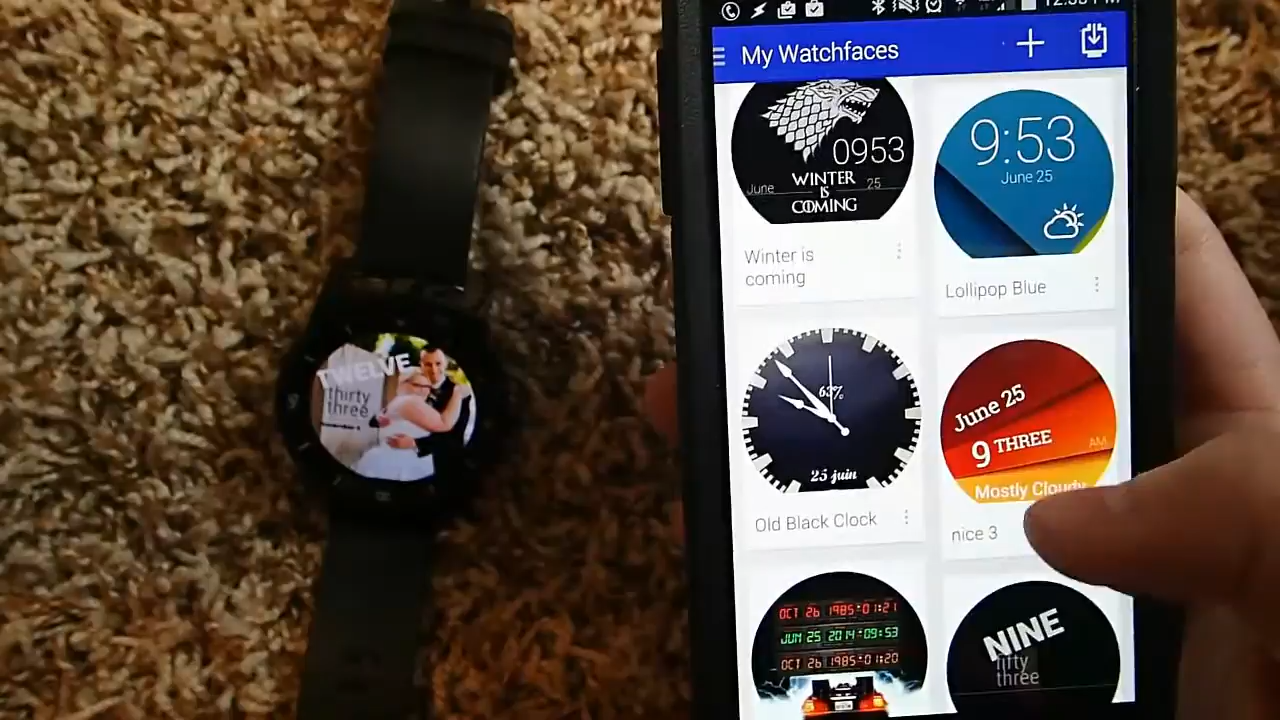 My Watchfaces
0953
June
25
WINTER
IS
COMING
Winter is
coming
9:53
June 25
Lollipop Blue
63%
25 juin
Old Black Clock
June 25
9 THREE
AM
Mostly Cloudy
nice 3
OCT 26 1985 01:21
JUN 25 2014 09:53
OCT 26 1985 01:20
NINE
fifty
three
TWELVE
thirty
three